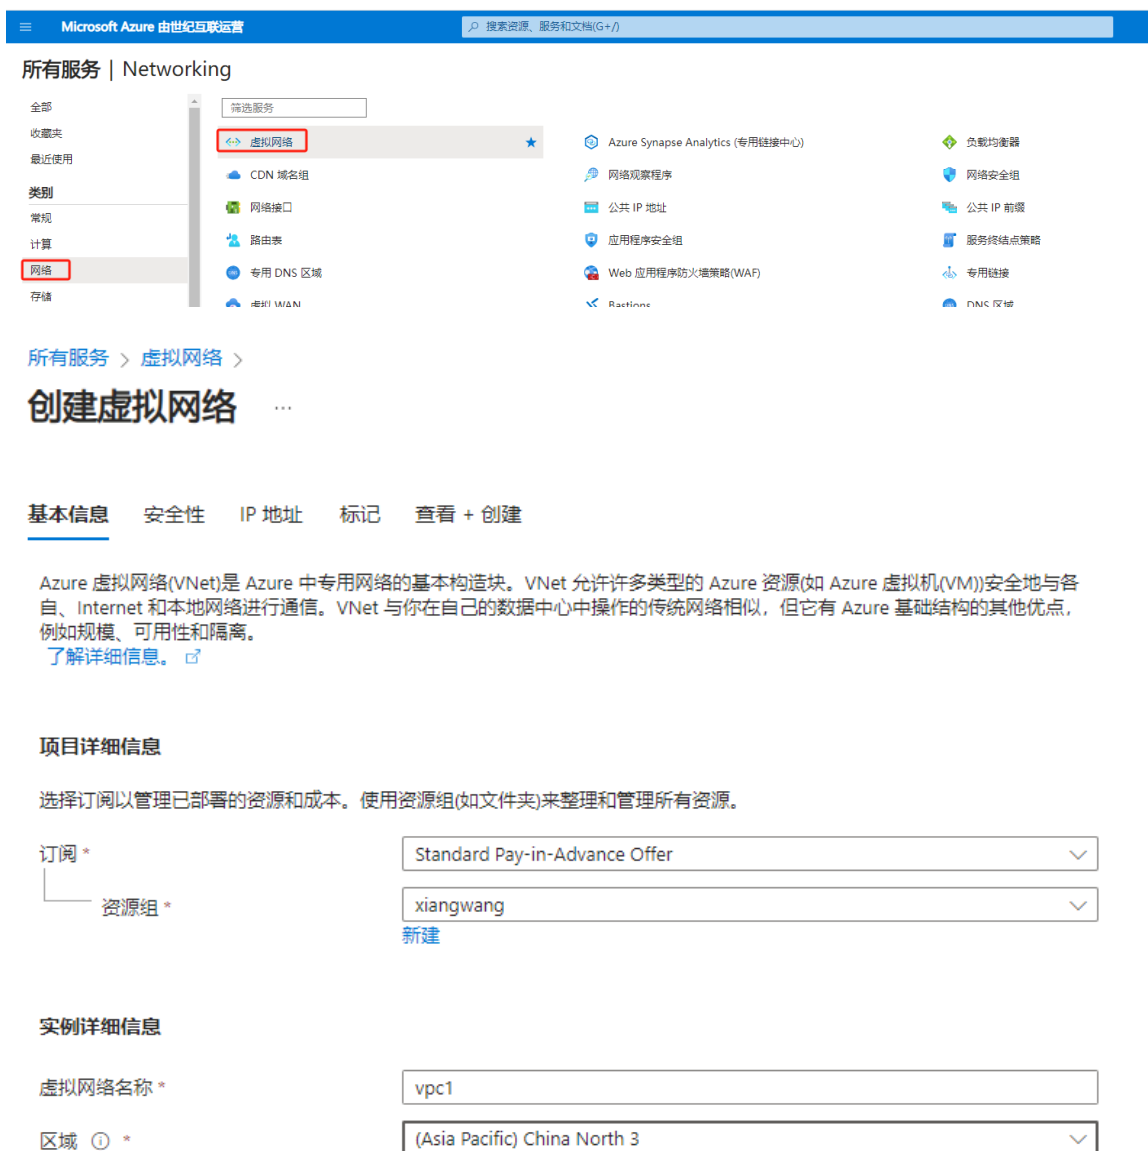 Microsoft Azure 由世纪互联运营
搜索资源、服务和文档(G+/)
所有服务 | Networking
全部
收藏夹
最近使用
类别
常规
计算
网络
存储
筛选服务
虚拟网络
Azure Synapse Analytics (专用链接中心)
负载均衡器
CDN 域名组
网络观察程序
网络安全组
网络接口
公共 IP 地址
公共 IP 前缀
路由表
应用程序安全组
服务终结点策略
专用 DNS 区域
Web 应用程序防火墙策略(WAF)
专用链接
虚拟 WAN
Bastions
DNS 区域
所有服务 > 虚拟网络 >
创建虚拟网络 ...
基本信息 安全性 IP 地址 标记 查看 + 创建
Azure 虚拟网络(VNet)是 Azure 中专用网络的基本构造块。VNet 允许许多类型的 Azure 资源(如 Azure 虚拟机(VM))安全地与各
自、Internet 和本地网络进行通信。VNet 与你在自己的数据中心中操作的传统网络相似，但它有 Azure 基础结构的其他优点，
例如规模、可用性和隔离。
了解详细信息。
项目详细信息
选择订阅以管理已部署的资源和成本。使用资源组(如文件夹)来整理和管理所有资源。
订阅 * Standard Pay-in-Advance Offer
资源组 * xiangwang
新建
实例详细信息
虚拟网络名称 * vpc1
区域 * (Asia Pacific) China North 3